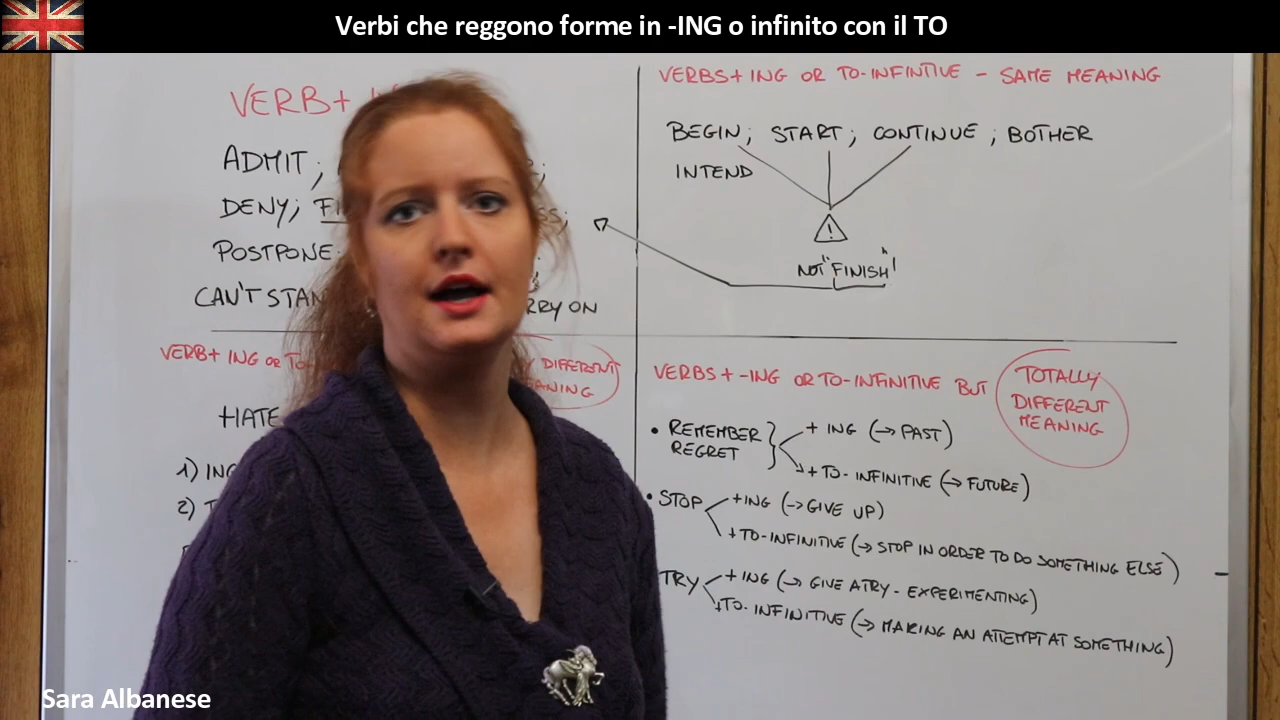 Verbi che reggono forme in -ING o infinito con il TO
VERB+
ADMIT;
DENY;
POSTPONE
CAN'T STAN
RRY ON
VERBS+ ING OR TO-INFINTIVE - SAME MEANING
BEGIN; START; CONTINUE; BOTHER
INTEND
!
NOT "FINISH"
VERB+ ING OR TO-
DIFFERENT
HATE
1) ING
2) T
VERBS+ -ING OR TO-INFINITIVE BUT
TOTALLY
DIFFERENT
MEANING
• REMEMBER
REGRET
+ ING (→ PAST)
+ TO-INFINITIVE (→ FUTURE)
• STOP
+ING (→GIVE UP)
+TO-INFINITIVE (→ STOP IN ORDER TO DO SOMETHING ELSE)
TRY
+ ING (→ GIVE A TRY - EXPERIMENTING)
+TO-INFINITIVE (→ MAKING AN ATTEMPT AT SOMETHING)
Sara Albanese